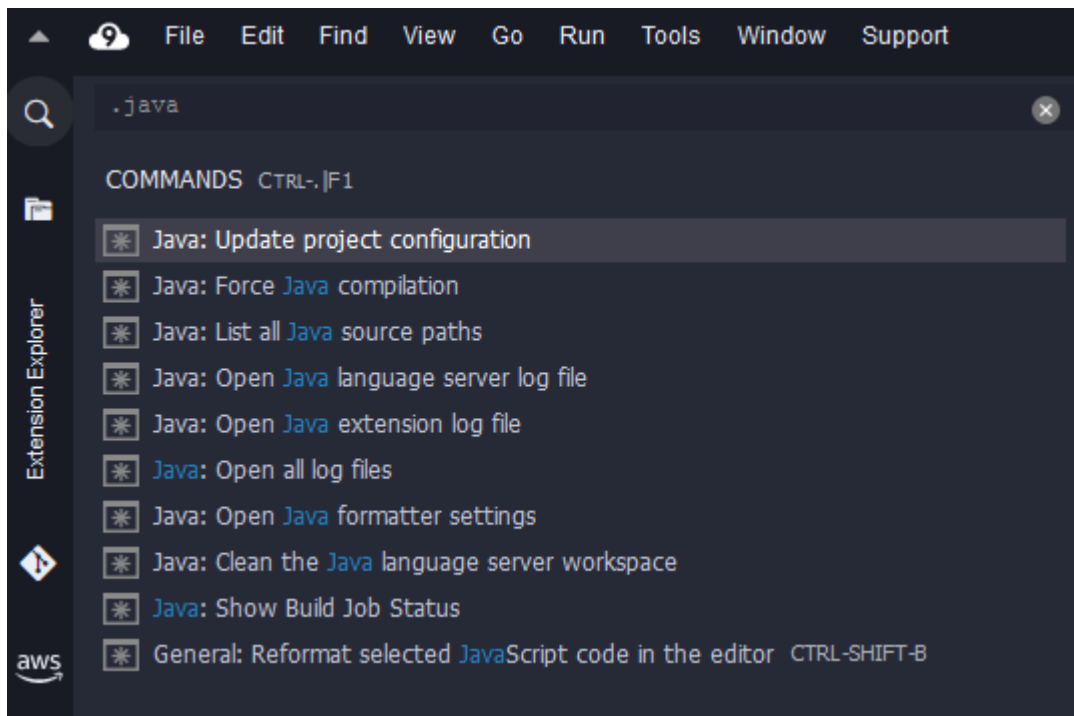 9 File Edit Find View Go Run Tools Window Support
.java
COMMANDS CTRL-.|F1
Java: Update project configuration
Java: Force Java compilation
Java: List all Java source paths
Java: Open Java language server log file
Java: Open Java extension log file
Java: Open all log files
Java: Open Java formatter settings
Java: Clean the Java language server workspace
Java: Show Build Job Status
General: Reformat selected JavaScript code in the editor CTRL-SHIFT-B
Extension Explorer
aws